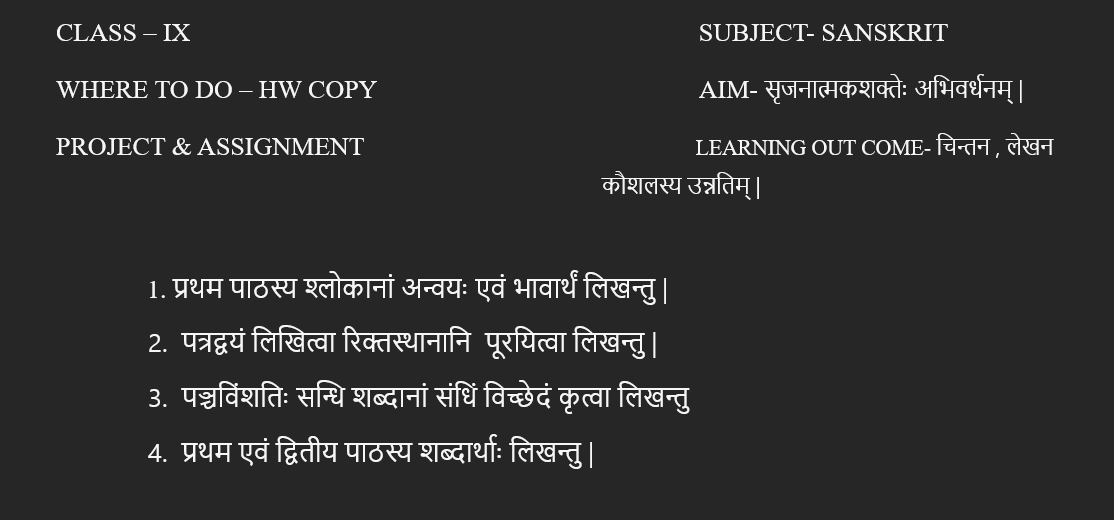 CLASS – IX SUBJECT- SANSKRIT
WHERE TO DO – HW COPY AIM- सृजनात्मकशक्तेः अभिवर्धनम् |
PROJECT & ASSIGNMENT LEARNING OUT COME- चिन्तन , लेखन
कौशलस्य उन्नतिम् |
1. प्रथम पाठस्य श्लोकानां अन्वयः एवं भावार्थं लिखन्तु |
2. पत्रद्वयं लिखित्वा रिक्तस्थानानि पूरयित्वा लिखन्तु |
3. पञ्चविंशतिः सन्धि शब्दानां संधिं विच्छेदं कृत्वा लिखन्तु
4. प्रथम एवं द्वितीय पाठस्य शब्दार्थाः लिखन्तु |